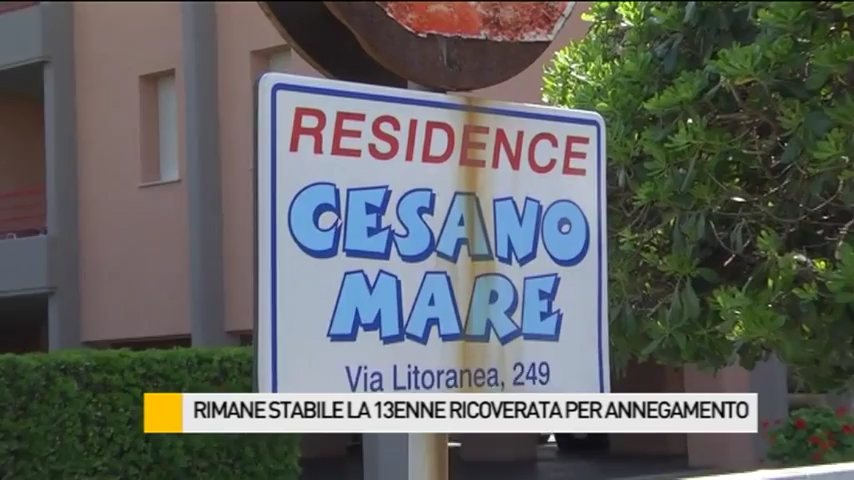 RESIDENCE
CESANO
MARE
Via Litoranea, 249
RIMANE STABILE LA 13ENNE RICOVERATA PER ANNEGAMENTO